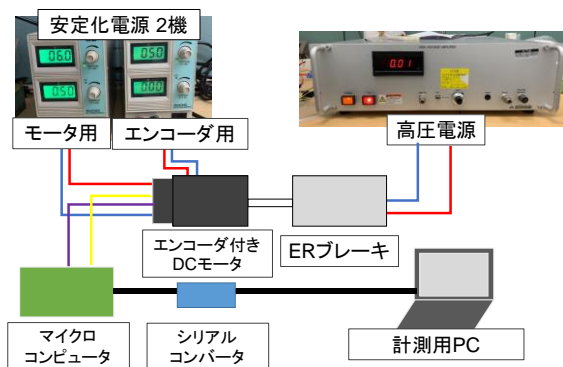 安定化電源 2機
06.0
05.0
0.50
0.00
0.01
モータ用
エンコーダ用
高圧電源
エンコーダ付き
DCモータ
ERブレーキ
マイクロ
コンピュータ
シリアル
コンバータ
計測用PC